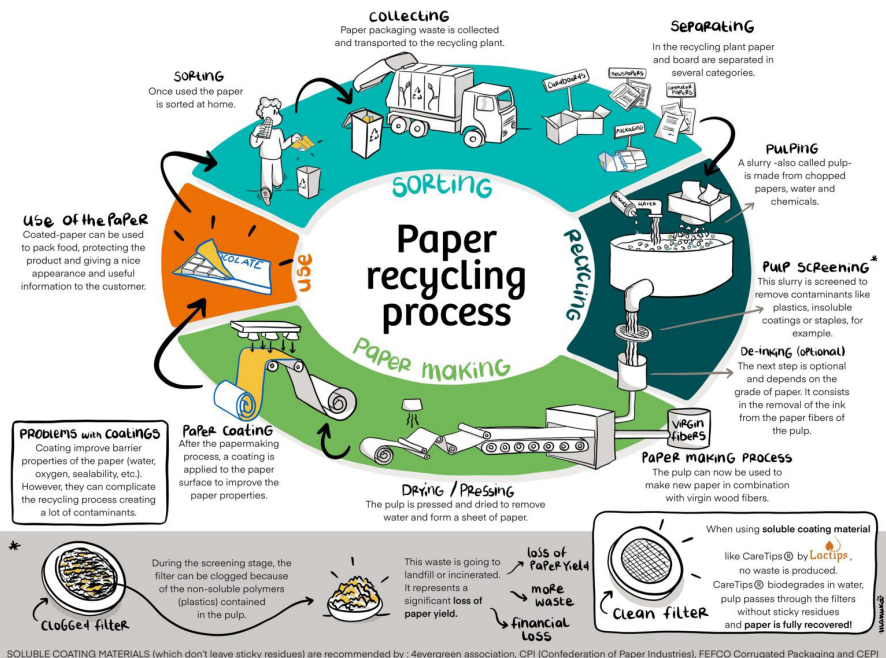 Collecting
Paper packaging waste is collected
and transported to the recycling plant.
Separating
In the recycling plant paper
and board are separated in
several categories.
Sorting
Once used the paper
is sorted at home.
Cardboards
Newspapers
Computer
Papers
Packaging
Pulping
A slurry -also called pulp-
is made from chopped
papers, water and
chemicals.
WATER
SORTING
Use of the Paper
Coated-paper can be used
to pack food, protecting the
product and giving a nice
appearance and useful
information to the customer.
OLATE
USE
Paper
recycling
process
Recycling
Pulp Screening*
This slurry is screened to
remove contaminants like
plastics, insoluble
coatings or staples, for
example.
De-inking (optional)
The next step is optional
and depends on the
grade of paper. It consists
in the removal of the ink
from the paper fibers of
the pulp.
Paper making
Virgin
fibers
Paper making process
The pulp can now be used to
make new paper in combination
with virgin wood fibers.
Drying / Pressing
The pulp is pressed and dried to remove
water and form a sheet of paper.
Paper Coating
After the papermaking
process, a coating is
applied to the paper
surface to improve the
paper properties.
Problems with Coatings
Coating improve barrier
properties of the paper (water,
oxygen, sealability, etc.).
However, they can complicate
the recycling process creating
a lot of contaminants.
*
Clogged filter
During the screening stage, the
filter can be clogged because
of the non-soluble polymers
(plastics) contained
in the pulp.
This waste is going to
landfill or incinerated.
It represents a
significant loss of
paper yield.
loss of
Paper Yield
more
waste
financial
loss
Clean filter
When using soluble coating material
like CareTips® by Lactips,
no waste is produced.
CareTips® biodegrades in water,
pulp passes through the filters
without sticky residues
and paper is fully recovered!
SOLUBLE COATING MATERIALS (which don't leave sticky residues) are recommended by : 4evergreen association, CPI (Confederation of Paper Industries), FEFCO Corrugated Packaging and CEPI